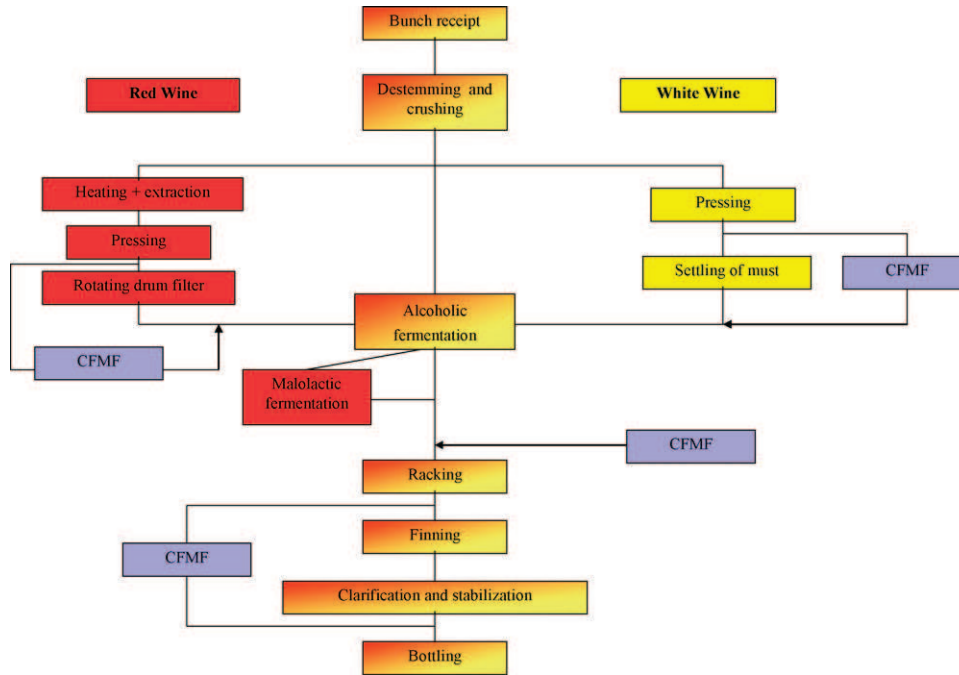 Bunch receipt
Red Wine
Destemming and
crushing
White Wine
Heating + extraction
Pressing
Pressing
Rotating drum filter
Settling of must
CFMF
Alcoholic
fermentation
CFMF
Malolactic
fermentation
CFMF
Racking
Finning
CFMF
Clarification and stabilization
Bottling